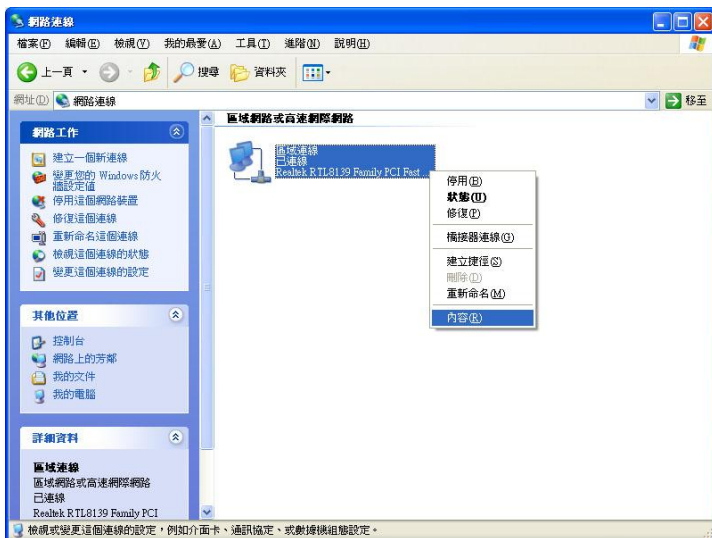 網路連線
檔案(F) 編輯(E) 檢視(V) 我的最愛(A) 工具(T) 進階(N) 說明(H)
上一頁 搜尋 資料夾
網址(D) 網路連線 移至
網路工作
建立一個新連線
變更您的 Windows 防火
牆設定值
停用這個網路裝置
修復這個連線
重新命名這個連線
檢視這個連線的狀態
變更這個連線的設定
其他位置
控制台
網路上的芳鄰
我的文件
我的電腦
詳細資料
區域連線
區域網路或高速網際網路
已連線
Realtek RTL8139 Family PCI
區域網路或高速網際網路
區域連線
已連線
Realtek RTL8139 Family PCI Fast ...
停用(B)
狀態(U)
修復(P)
橋接器連線(G)
建立捷徑(S)
刪除(D)
重新命名(M)
內容(R)
檢視或變更這個連線的設定，例如介面卡、通訊協定、或數據機組態設定。